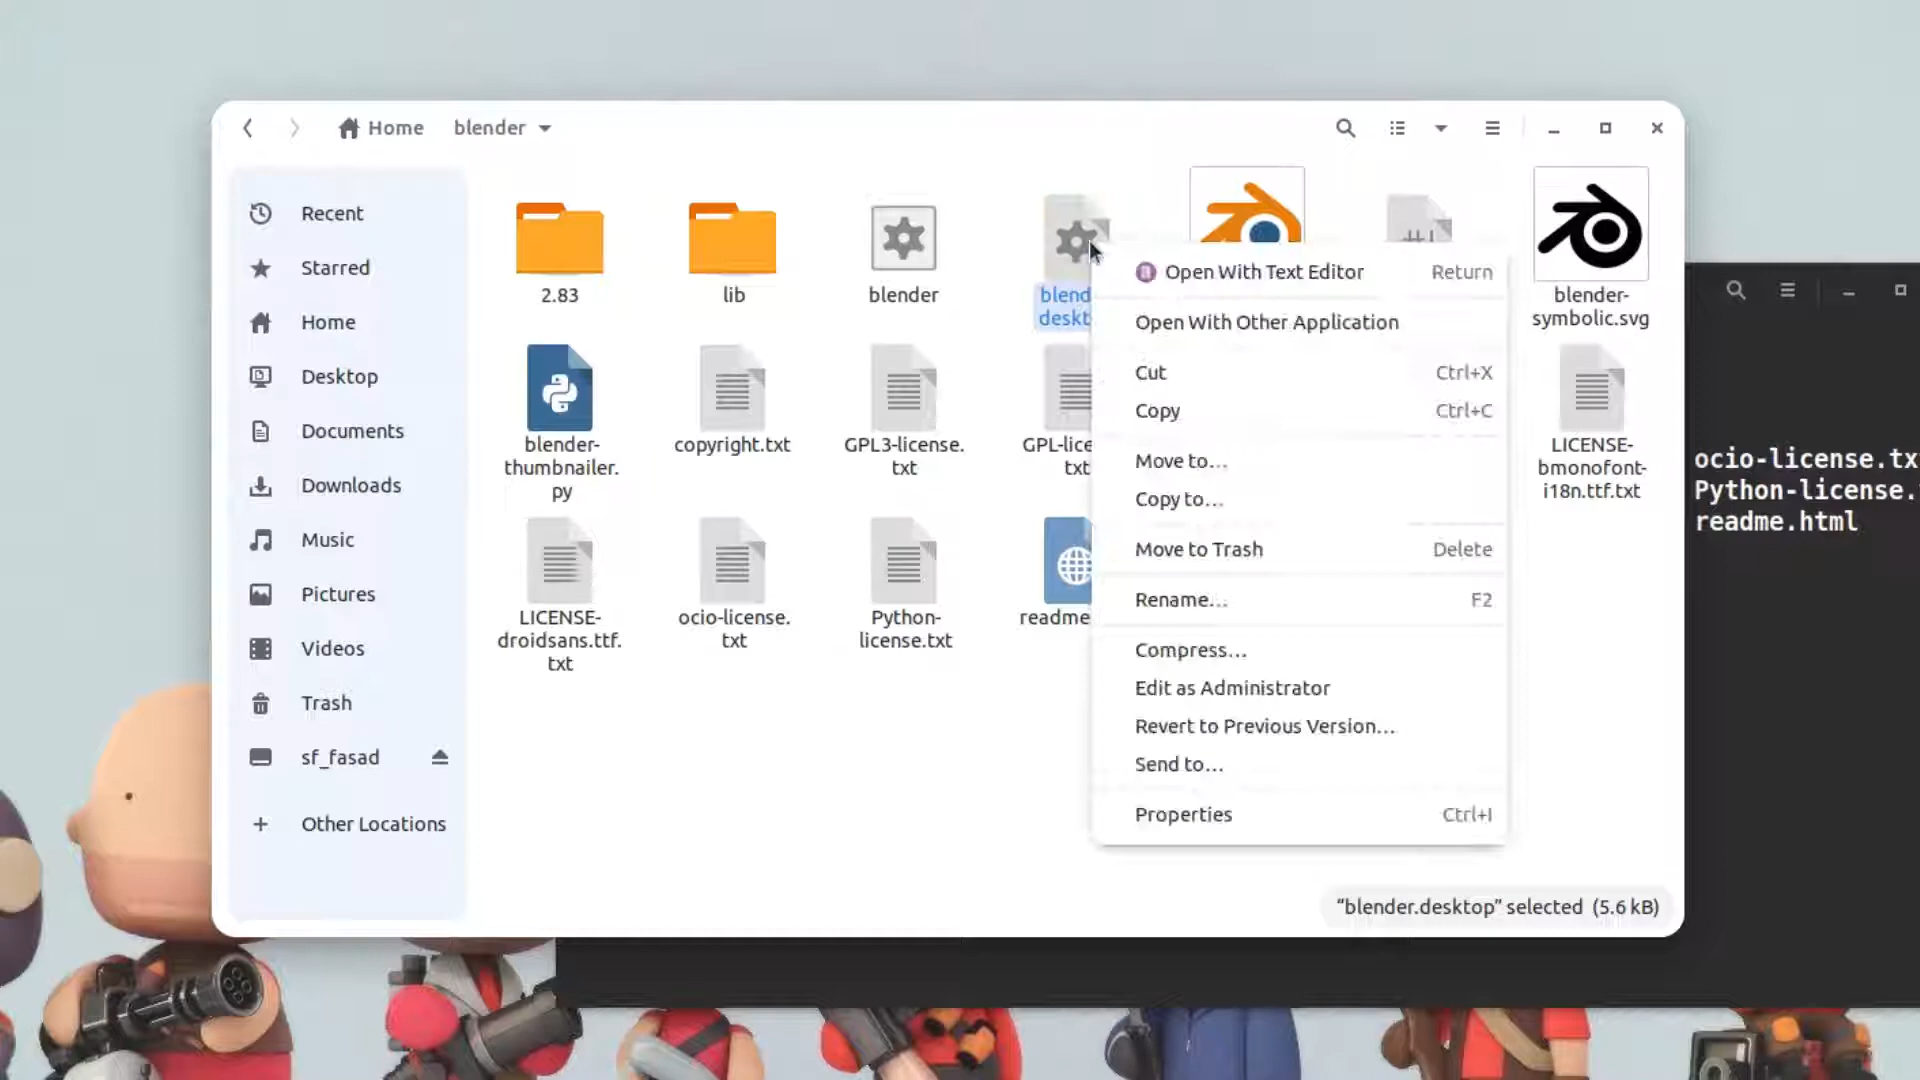 Home
blender
Recent
Starred
Home
Desktop
Documents
Downloads
Music
Pictures
Videos
Trash
sf_fasad
Other Locations
2.83
lib
blender
blend
deskt
blender-
symbolic.svg
blender-
thumbnailer.
py
copyright.txt
GPL3-license.
txt
GPL-lice
txt
LICENSE-
bmonofont-
i18n.ttf.txt
LICENSE-
droidsans.ttf.
txt
ocio-license.
txt
Python-
license.txt
readme
Open With Text Editor Return
Open With Other Application
Cut Ctrl+X
Copy Ctrl+C
Move to...
Copy to...
Move to Trash Delete
Rename... F2
Compress...
Edit as Administrator
Revert to Previous Version...
Send to...
Properties Ctrl+I
“blender.desktop” selected (5.6 kB)
ocio-license.tx
Python-license.
readme.html